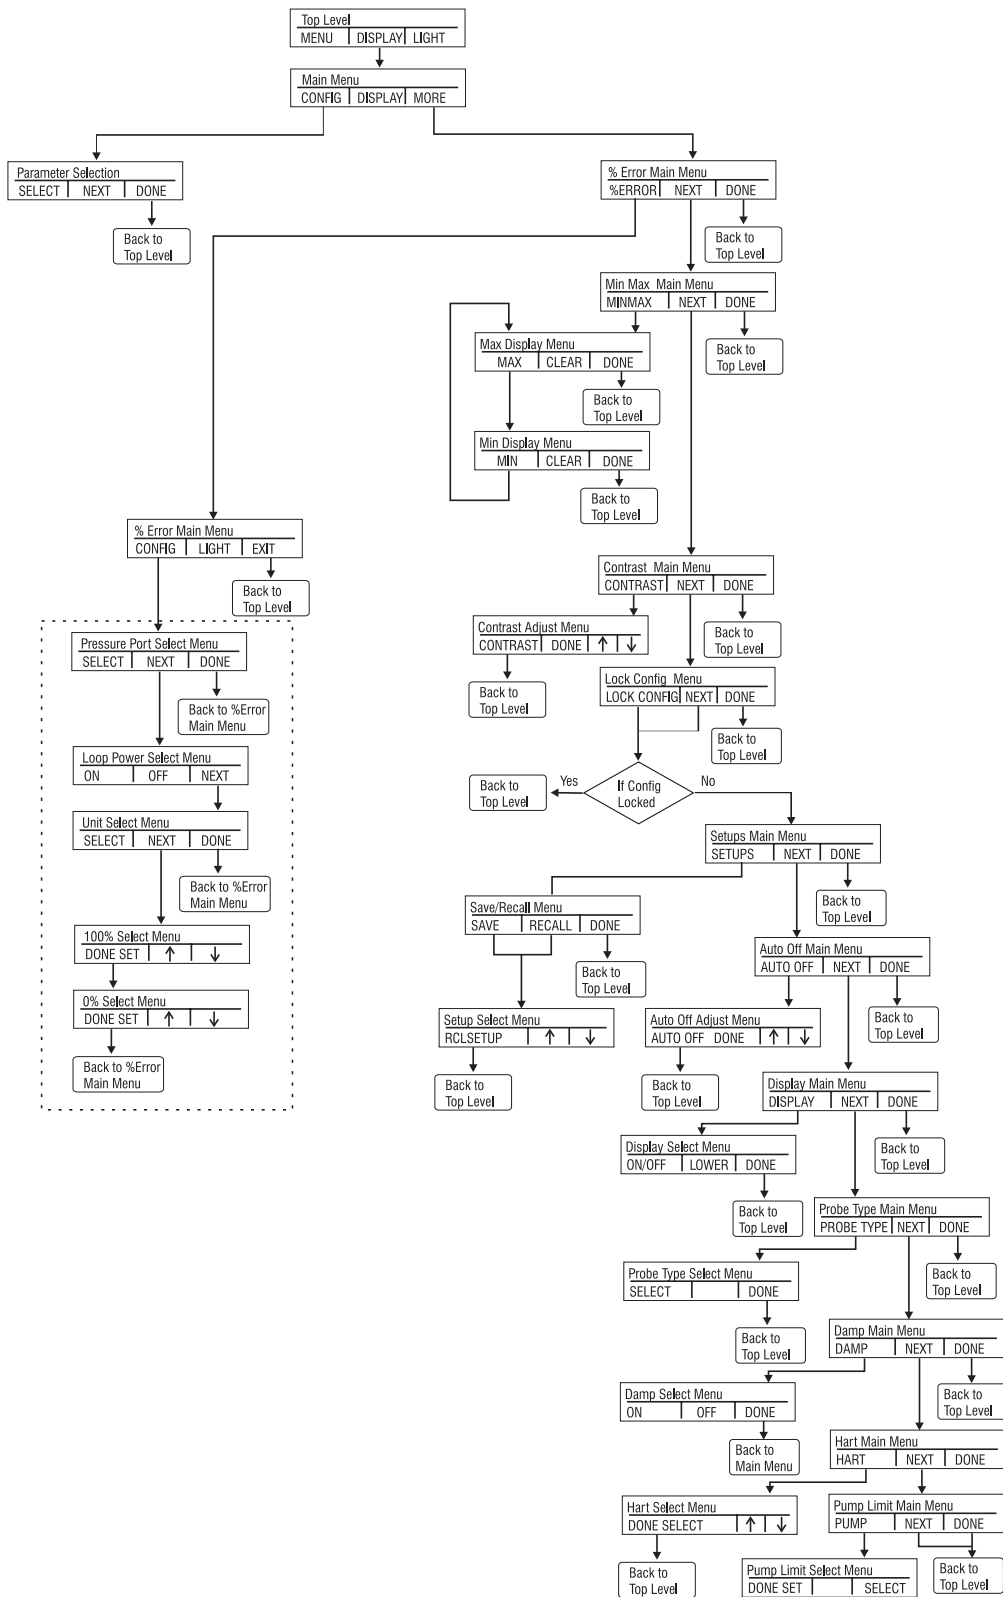 Top Level
MENU DISPLAY LIGHT
Main Menu
CONFIG DISPLAY MORE
Parameter Selection
SELECT NEXT DONE
Back to
Top Level
% Error Main Menu
%ERROR NEXT DONE
Back to
Top Level
Min Max Main Menu
MINMAX NEXT DONE
Back to
Top Level
Max Display Menu
MAX CLEAR DONE
Back to
Top Level
Min Display Menu
MIN CLEAR DONE
Back to
Top Level
% Error Main Menu
CONFIG LIGHT EXIT
Back to
Top Level
Pressure Port Select Menu
SELECT NEXT DONE
Back to %Error
Main Menu
Loop Power Select Menu
ON OFF NEXT
Unit Select Menu
SELECT NEXT DONE
Back to %Error
Main Menu
100% Select Menu
DONE SET ↑ ↓
0% Select Menu
DONE SET ↑ ↓
Back to %Error
Main Menu
Contrast Main Menu
CONTRAST NEXT DONE
Back to
Top Level
Contrast Adjust Menu
CONTRAST DONE ↑ ↓
Back to
Top Level
Lock Config Menu
LOCK CONFIG NEXT DONE
Back to
Top Level
If Config
Locked
Yes
No
Back to
Top Level
Setups Main Menu
SETUPS NEXT DONE
Back to
Top Level
Save/Recall Menu
SAVE RECALL DONE
Back to
Top Level
Setup Select Menu
RCLSETUP ↑ ↓
Back to
Top Level
Auto Off Main Menu
AUTO OFF NEXT DONE
Back to
Top Level
Auto Off Adjust Menu
AUTO OFF DONE ↑ ↓
Back to
Top Level
Display Main Menu
DISPLAY NEXT DONE
Back to
Top Level
Display Select Menu
ON/OFF LOWER DONE
Back to
Top Level
Probe Type Main Menu
PROBE TYPE NEXT DONE
Back to
Top Level
Probe Type Select Menu
SELECT DONE
Back to
Top Level
Damp Main Menu
DAMP NEXT DONE
Back to
Top Level
Damp Select Menu
ON OFF DONE
Back to
Main Menu
Hart Main Menu
HART NEXT DONE
Hart Select Menu
DONE SELECT ↑ ↓
Back to
Top Level
Pump Limit Main Menu
PUMP NEXT DONE
Back to
Top Level
Pump Limit Select Menu
DONE SET SELECT